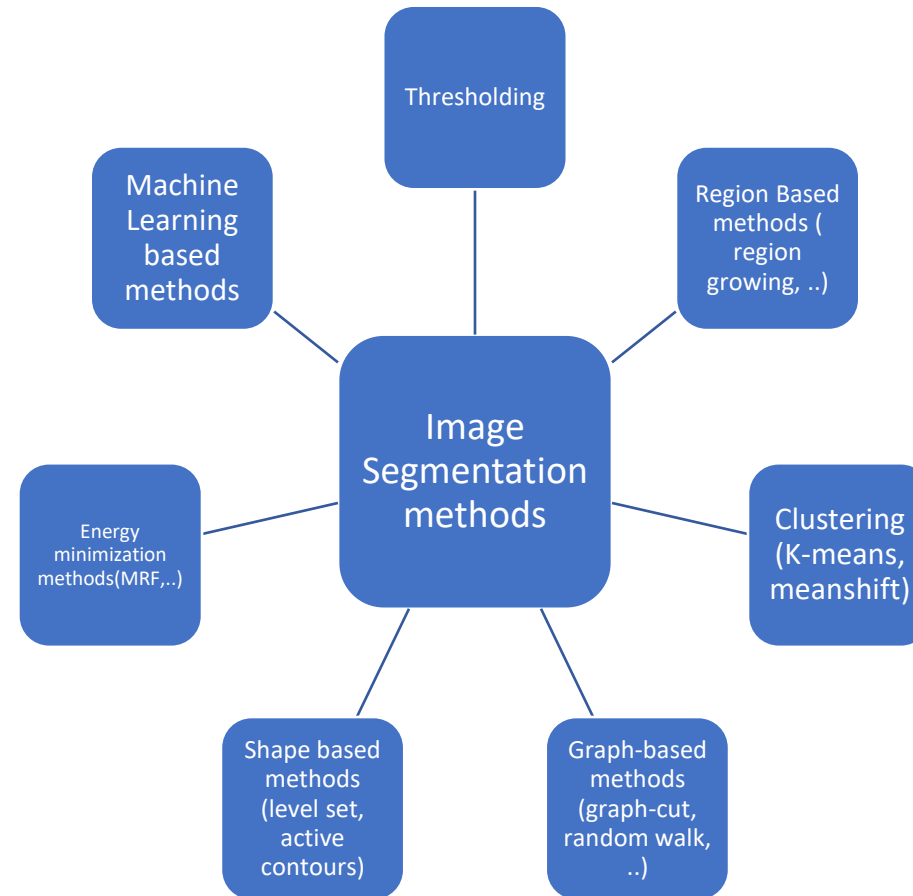 Thresholding
Machine
Learning
based
methods
Region Based
methods (
region
growing, ..)
Image
Segmentation
methods
Energy
minimization
methods(MRF,..)
Clustering
(K-means,
meanshift)
Shape based
methods
(level set,
active
contours)
Graph-based
methods
(graph-cut,
random walk,
..)